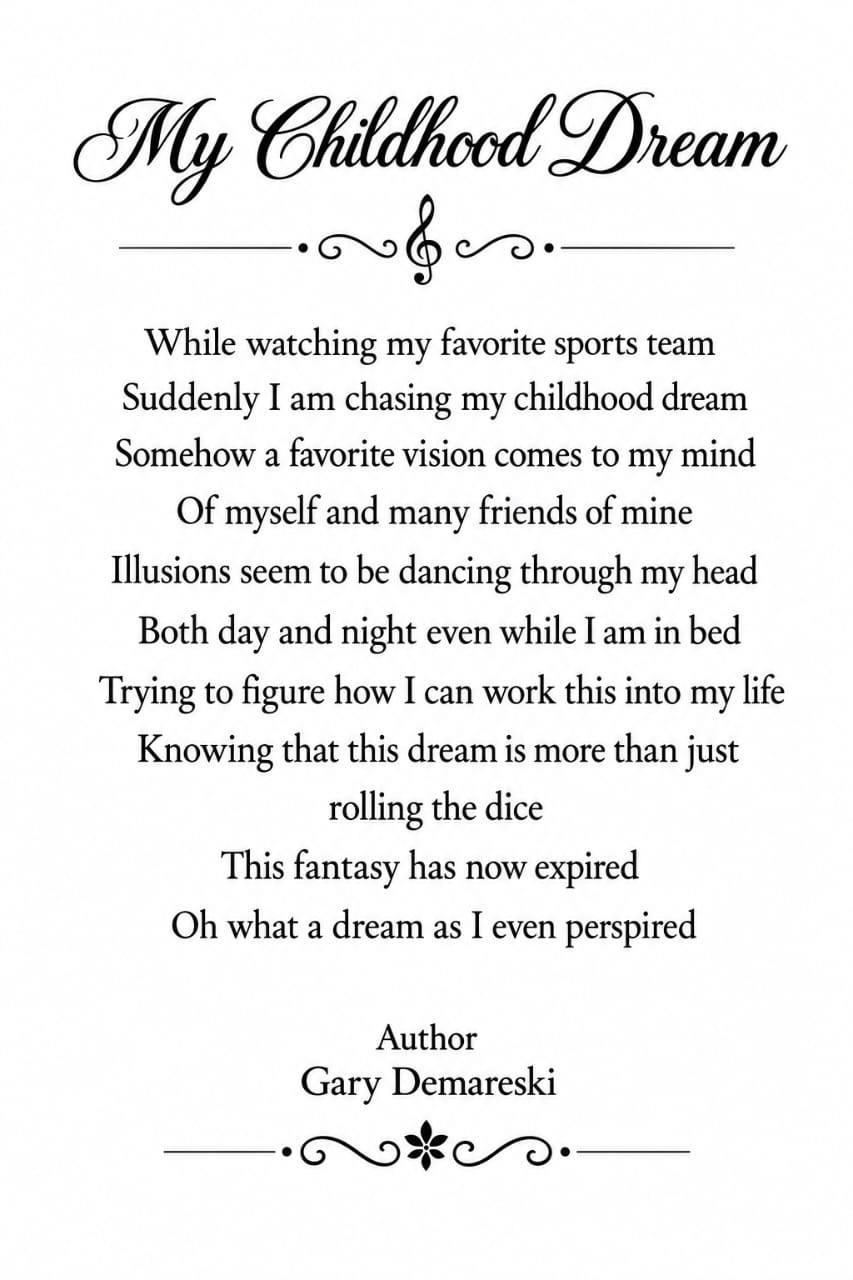 My Childhood Dream
While watching my favorite sports team
Suddenly I am chasing my childhood dream
Somehow a favorite vision comes to my mind
Of myself and many friends of mine
Illusions seem to be dancing through my head
Both day and night even while I am in bed
Trying to figure how I can work this into my life
Knowing that this dream is more than just
rolling the dice
This fantasy has now expired
Oh what a dream as I even perspired
Author
Gary Demareski